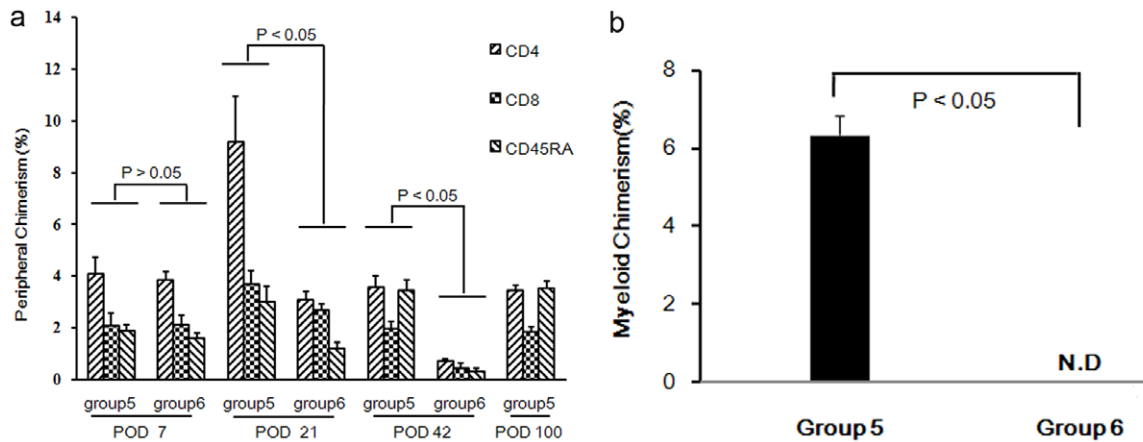 a
14
12
10
8
6
4
2
0
Peripheral Chimerism(%)
P < 0.05
P > 0.05
P < 0.05
CD4
CD8
CD45RA
group5 group6 group5 group6 group5 group6 group5
POD 7 POD 21 POD 42 POD 100
b
8
6
4
2
0
Myeloid Chimerism(%)
P < 0.05
N.D
Group 5 Group 6